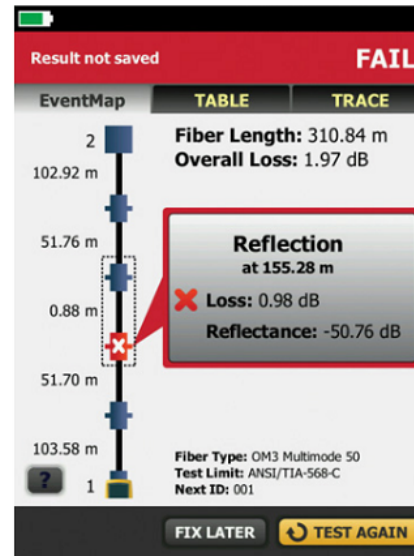 Result not saved
FAIL
EventMap
TABLE
TRACE
2
102.92 m
51.76 m
0.88 m
51.70 m
103.58 m
1
?
Fiber Length: 310.84 m
Overall Loss: 1.97 dB
Reflection
at 155.28 m
Loss: 0.98 dB
Reflectance: -50.76 dB
Fiber Type: OM3 Multimode 50
Test Limit: ANSI/TIA-568-C
Next ID: 001
FIX LATER
TEST AGAIN